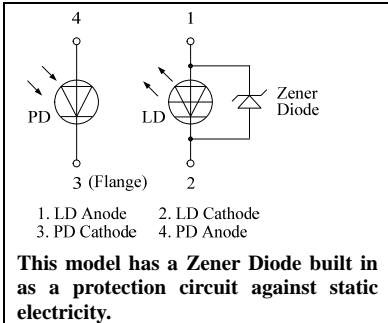 4 1
PD LD Zener
Diode
3 (Flange) 2
1. LD Anode 2. LD Cathode
3. PD Cathode 4. PD Anode
This model has a Zener Diode built in
as a protection circuit against static
electricity.